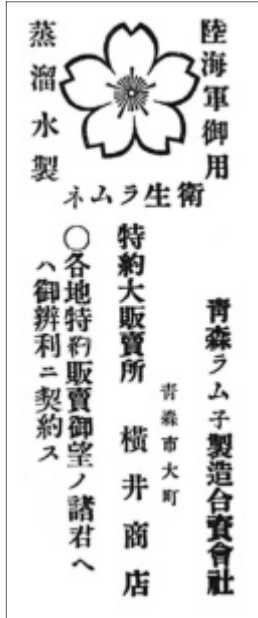 陸海軍御用
蒸溜水製
衛生ラムネ
青森ラム子製造合資會社
青森市大町
特約大販賣所 横井商店
〇各地特約販賣御望ノ諸君ヘ
ハ御辨利ニ契約ス